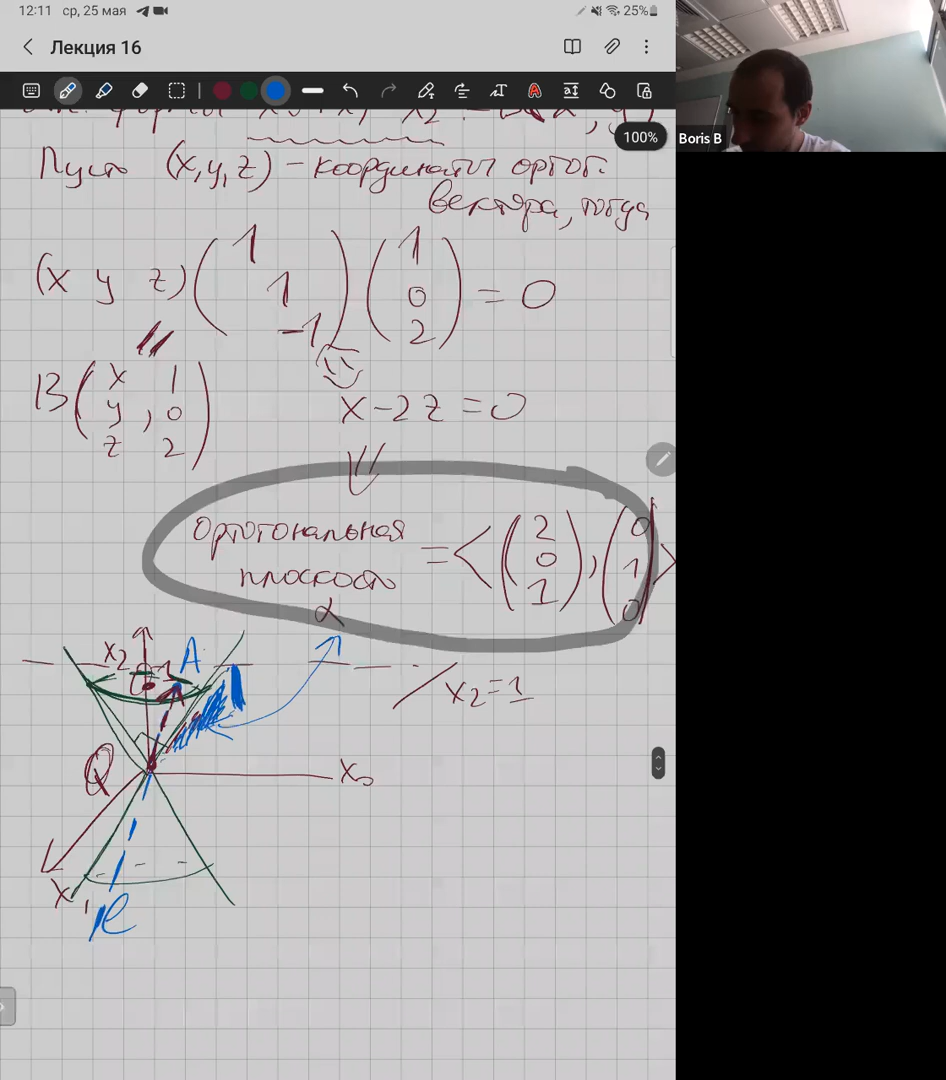 12:11 ср, 25 мая
25%
Лекция 16
100%
Boris B
Пусть (x,y,z) - координаты ортог.
вектора, тогда
(x y z) ( 1 1 -1 ) ( 1 0 2 ) = 0
B ( x y z , 1 0 2 )
x - 2z = 0
ортогональная
плоскость
α
= < ( 2 0 1 ) , ( 0 1 0 ) >
x2
1
A
x2 = 1
Q
x0
x1
l